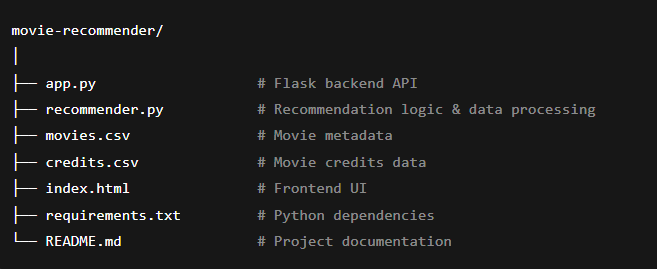 movie-recommender/
│
├── app.py                    # Flask backend API
├── recommender.py            # Recommendation logic & data processing
├── movies.csv                # Movie metadata
├── credits.csv               # Movie credits data
├── index.html                # Frontend UI
├── requirements.txt          # Python dependencies
└── README.md                 # Project documentation